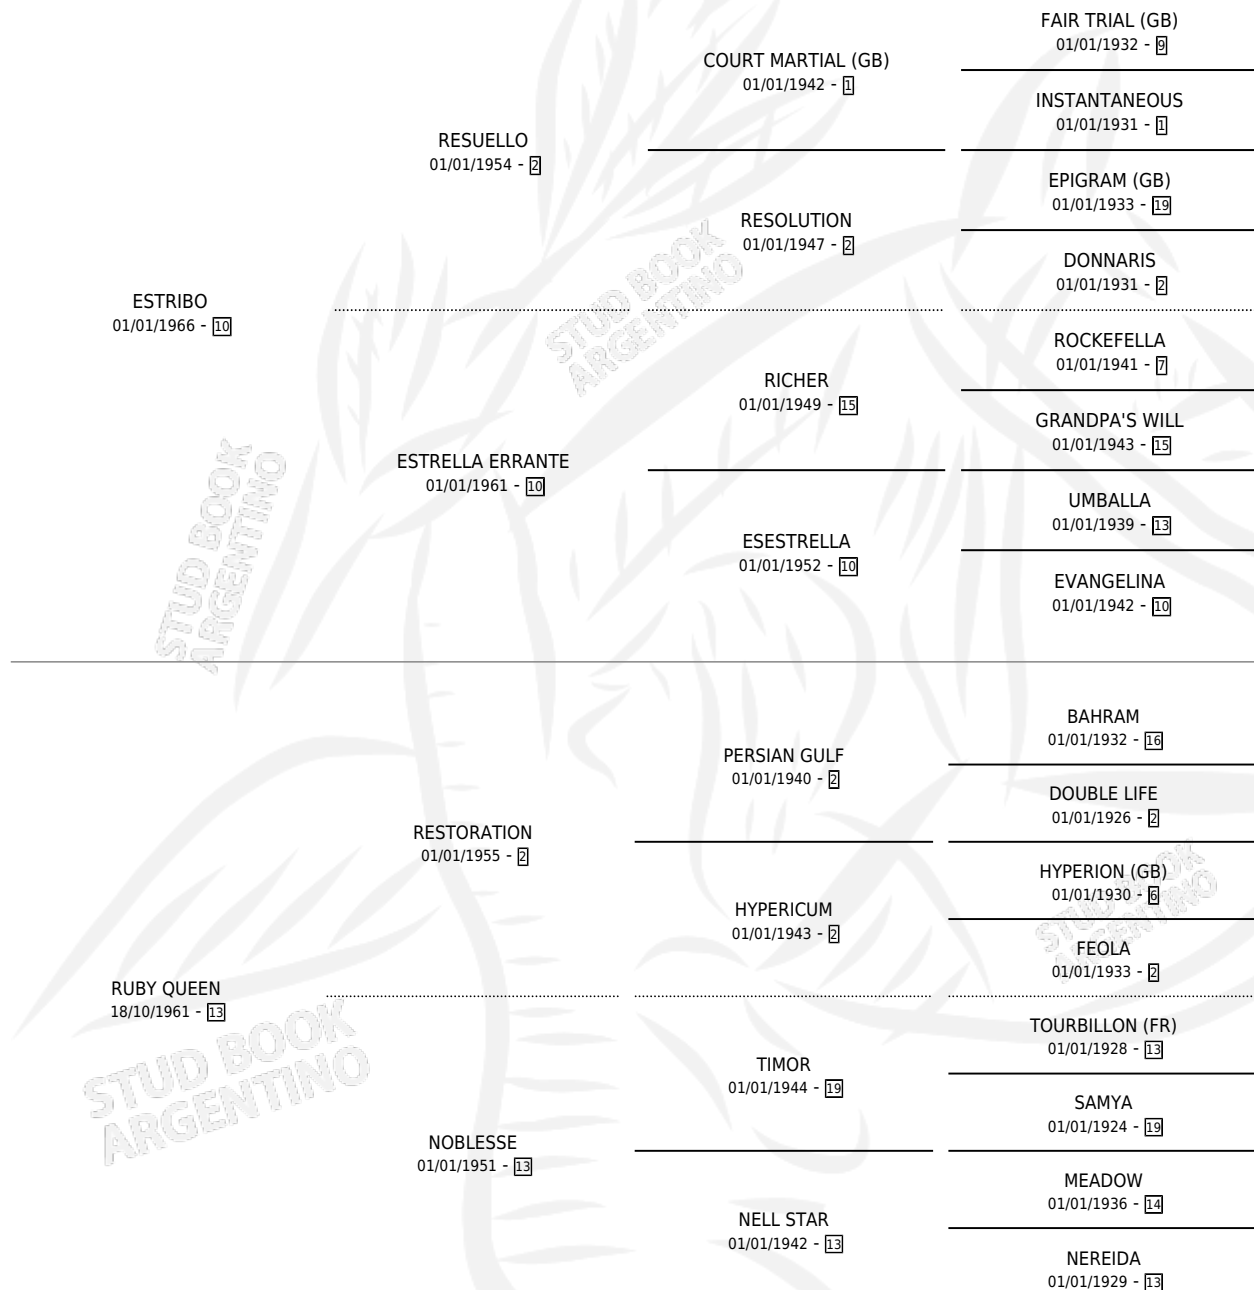 FAIR TRIAL (GB)
01/01/1932 - 9
COURT MARTIAL (GB)
01/01/1942 - 1
INSTANTANEOUS
01/01/1931 - 1
RESUELLO
01/01/1954 - 2
EPIGRAM (GB)
01/01/1933 - 19
RESOLUTION
01/01/1947 - 2
DONNARIS
01/01/1931 - 2
STUD BOOK
ARGENTINO
ESTRIBO
01/01/1966 - 10
ROCKEFELLA
01/01/1941 - 7
RICHER
01/01/1949 - 15
GRANDPA'S WILL
01/01/1943 - 15
ESTRELLA ERRANTE
01/01/1961 - 10
UMBALLA
01/01/1939 - 13
ESESTRELLA
01/01/1952 - 10
EVANGELINA
01/01/1942 - 10
STUD BOOK
ARGENTINO
BAHRAM
01/01/1932 - 16
PERSIAN GULF
01/01/1940 - 2
DOUBLE LIFE
01/01/1926 - 2
RESTORATION
01/01/1955 - 2
HYPERION (GB)
01/01/1930 - 6
HYPERICUM
01/01/1943 - 2
FEOLA
01/01/1933 - 2
STUD BOOK
ARGENTINO
RUBY QUEEN
18/10/1961 - 13
TOURBILLON (FR)
01/01/1928 - 13
TIMOR
01/01/1944 - 19
SAMYA
01/01/1924 - 19
STUD BOOK
ARGENTINO
NOBLESSE
01/01/1951 - 13
MEADOW
01/01/1936 - 14
NELL STAR
01/01/1942 - 13
NEREIDA
01/01/1929 - 13